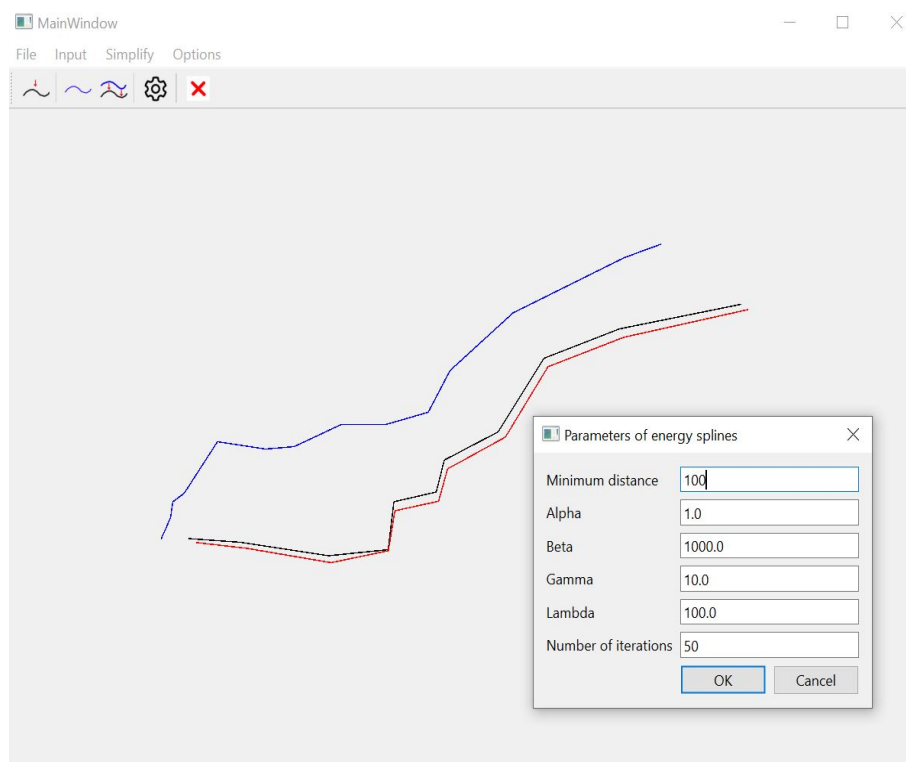 MainWindow
File Input Simplify Options
Parameters of energy splines
Minimum distance 100
Alpha 1.0
Beta 1000.0
Gamma 10.0
Lambda 100.0
Number of iterations 50
OK Cancel